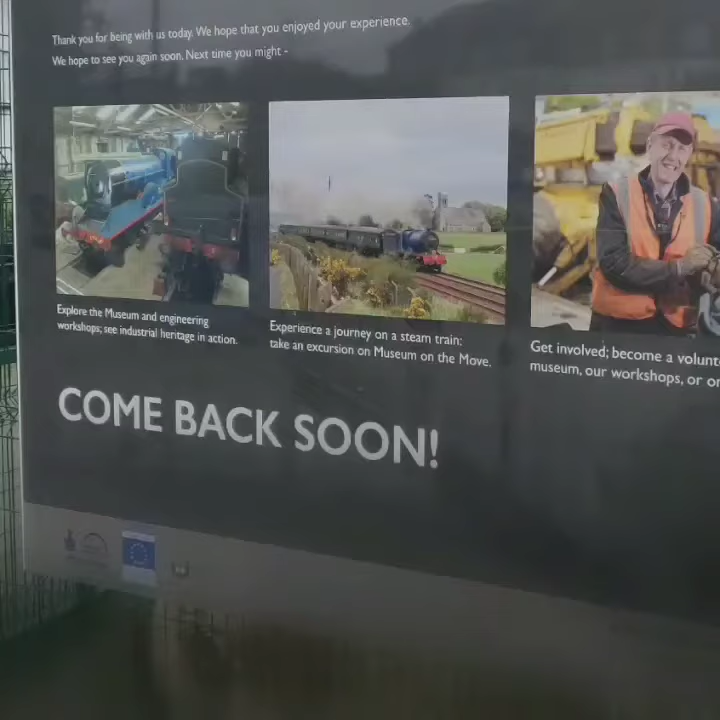 Thank you for being with us today. We hope that you enjoyed your experience.
We hope to see you again soon. Next time you might -
Explore the Museum and engineering
workshops; see industrial heritage in action.
Experience a journey on a steam train:
take an excursion on Museum on the Move.
Get involved; become a volunt
museum, our workshops, or o
COME BACK SOON!